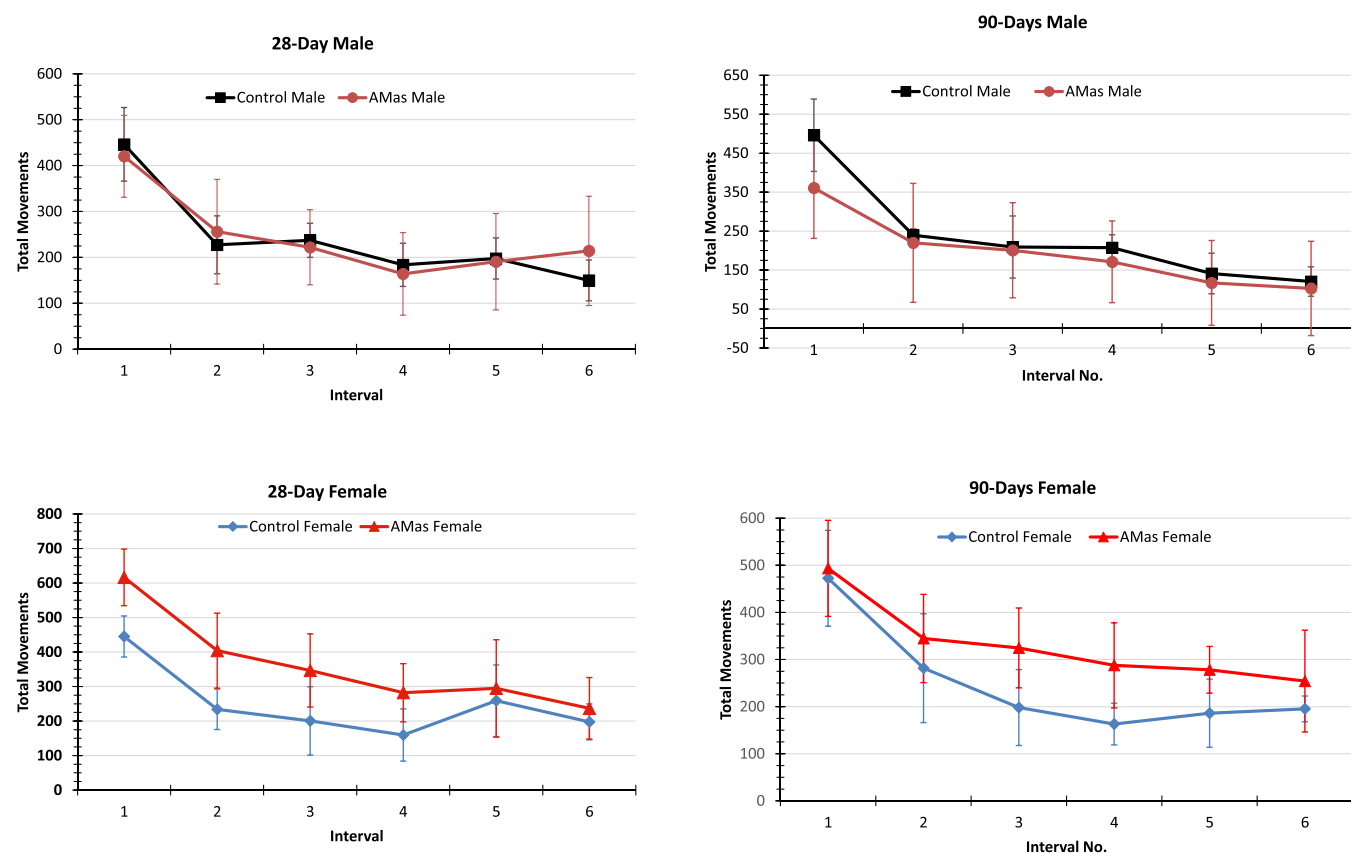 28-Day Male
Control Male AMas Male
Total Movements
600
500
400
300
200
100
0
1 2 3 4 5 6
Interval
90-Days Male
Control Male AMas Male
Total Movements
650
550
450
350
250
150
50
-50
1 2 3 4 5 6
Interval No.
28-Day Female
Control Female AMas Female
Total Movements
800
700
600
500
400
300
200
100
0
1 2 3 4 5 6
Interval
90-Days Female
Control Female AMas Female
Total Movements
600
500
400
300
200
100
0
1 2 3 4 5 6
Interval No.